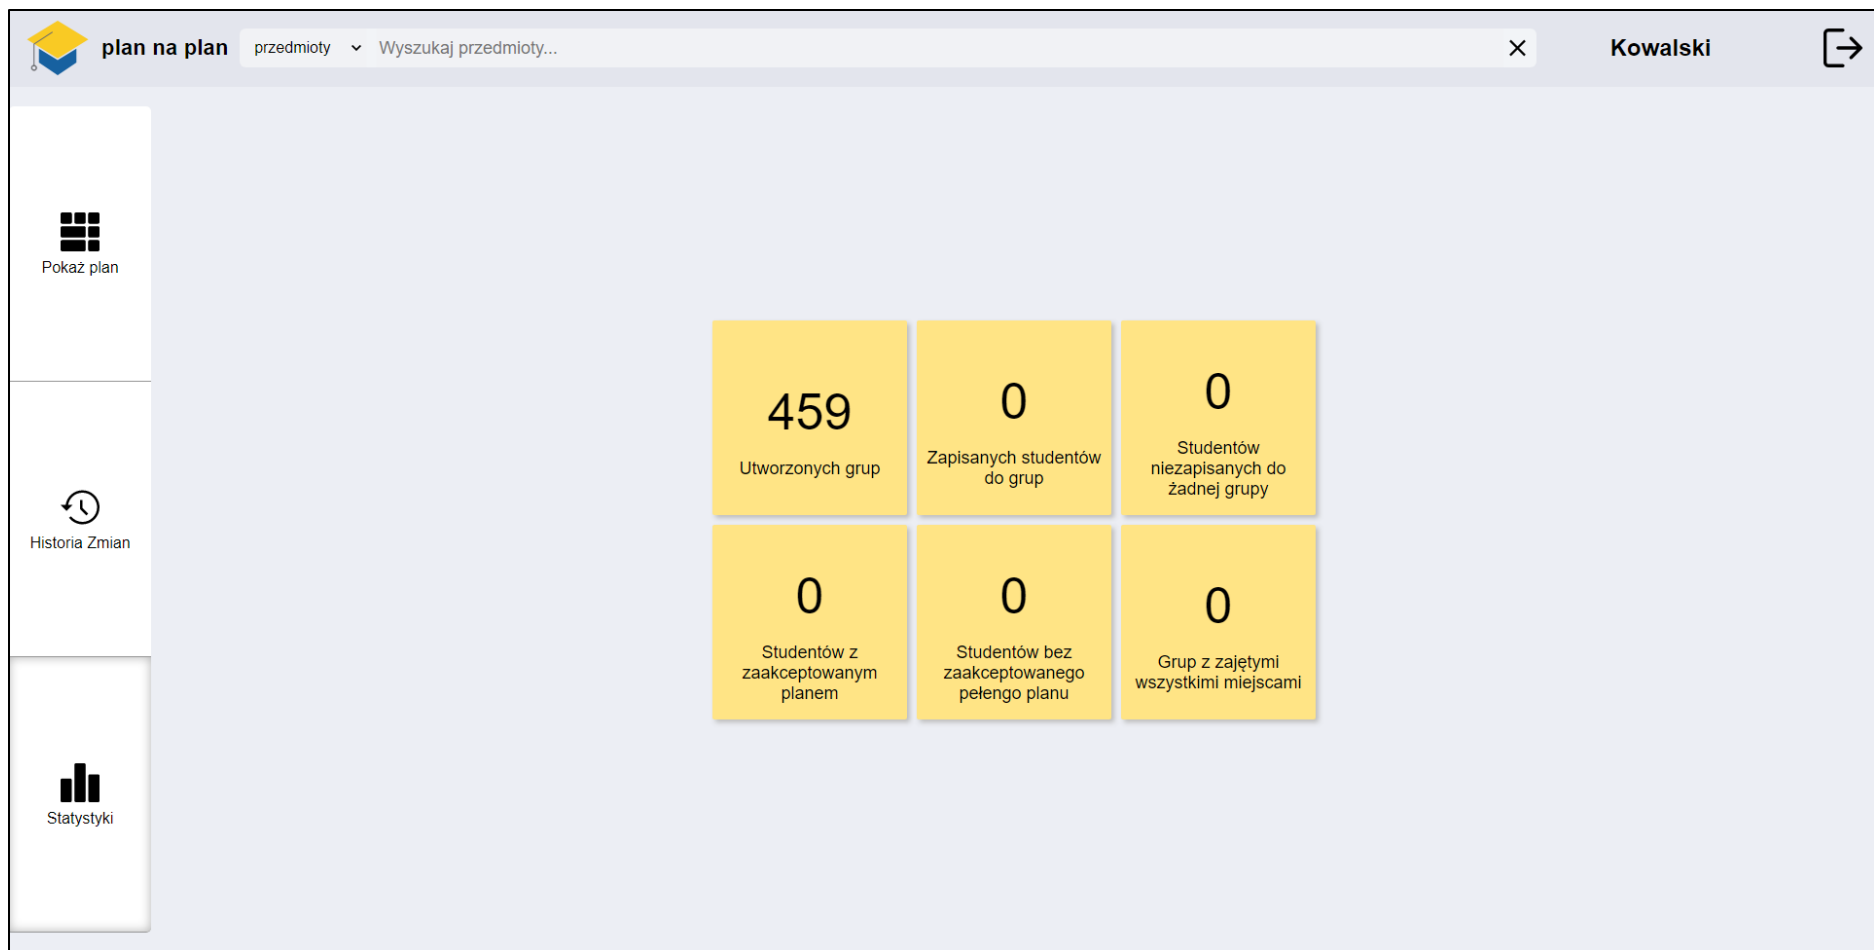 plan na plan
przedmioty
Wyszukaj przedmioty...
Kowalski
Pokaż plan
Historia Zmian
Statystyki
459
Utworzonych grup
0
Zapisanych studentów
do grup
0
Studentów
niezapisanych do
żadnej grupy
0
Studentów z
zaakceptowanym
planem
0
Studentów bez
zaakceptowanego
pełengo planu
0
Grup z zajętymi
wszystkimi miejscami